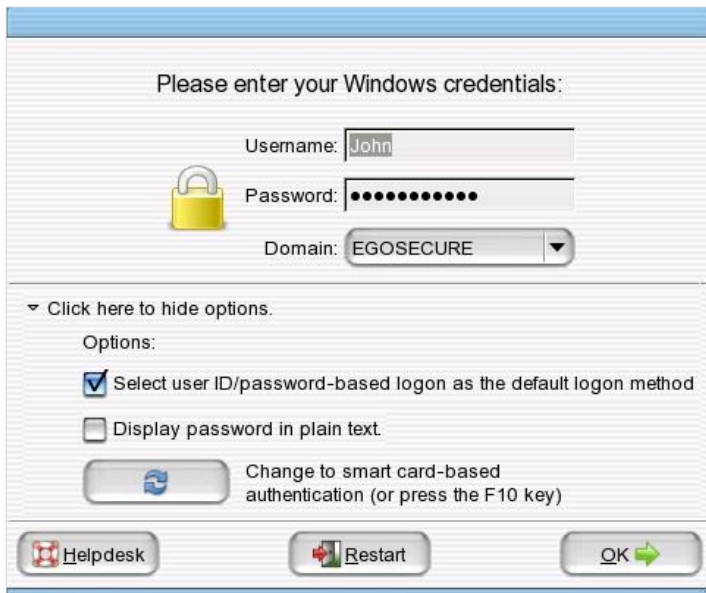 Please enter your Windows credentials:
Username: John
Password: ●●●●●●●●●●●
Domain: EGOSECURE
Click here to hide options.
Options:
Select user ID/password-based logon as the default logon method
Display password in plain text.
Change to smart card-based
authentication (or press the F10 key)
Helpdesk Restart OK